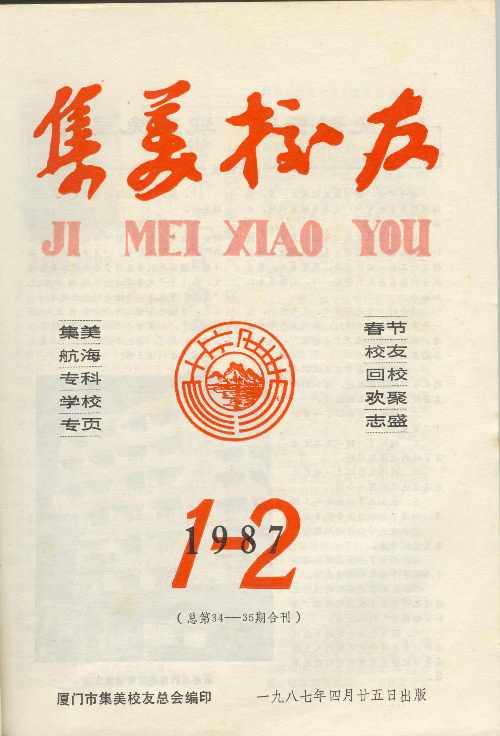 集美校友
JI MEI XIAO YOU
集美
航海
专科
学校
专页
春节
校友
回校
欢聚
志盛
1-2
1987
(总第34——35期合刊)
厦门市集美校友总会编印
一九八七年四月廿五日出版